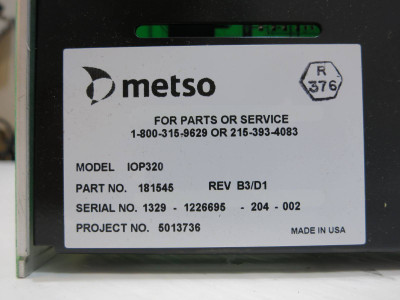 metso
R
376
FOR PARTS OR SERVICE
1-800-315-9629 OR 215-393-4083
MODEL IOP320
PART NO. 181545 REV B3/D1
SERIAL NO. 1329 - 1226695 - 204 - 002
PROJECT NO. 5013736
MADE IN USA